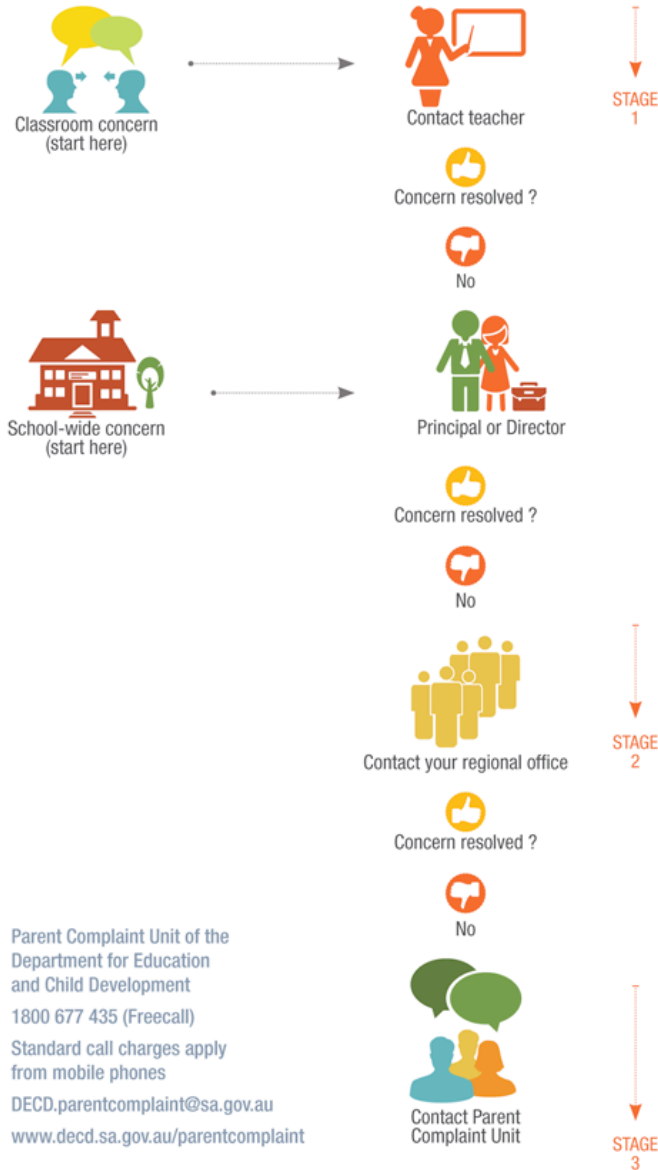 Classroom concern
(start here)
Contact teacher
STAGE
1
Concern resolved ?
No
School-wide concern
(start here)
Principal or Director
Concern resolved ?
No
Contact your regional office
STAGE
2
Concern resolved ?
No
Parent Complaint Unit of the
Department for Education
and Child Development
1800 677 435 (Freecall)
Standard call charges apply
from mobile phones
DECD.parentcomplaint@sa.gov.au
www.decd.sa.gov.au/parentcomplaint
Contact Parent
Complaint Unit
STAGE
3